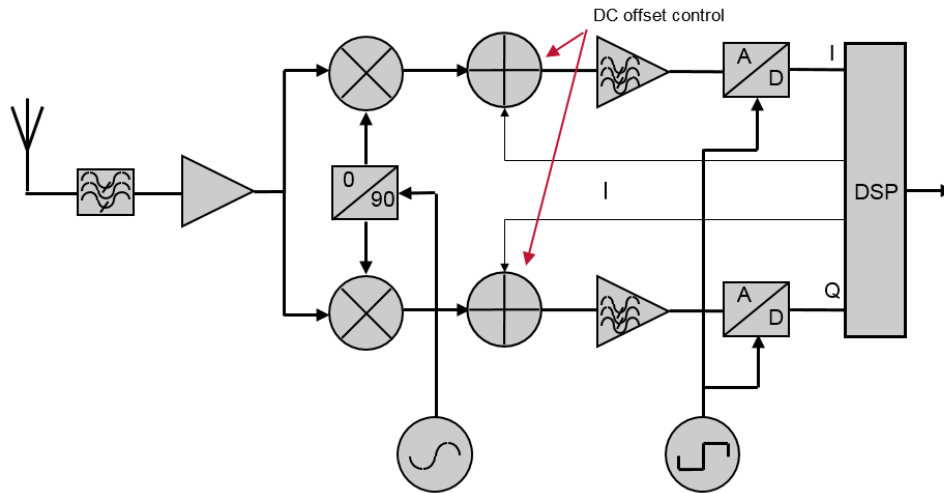 DC offset control
A
D
I
0
90
I
DSP
A
D
Q